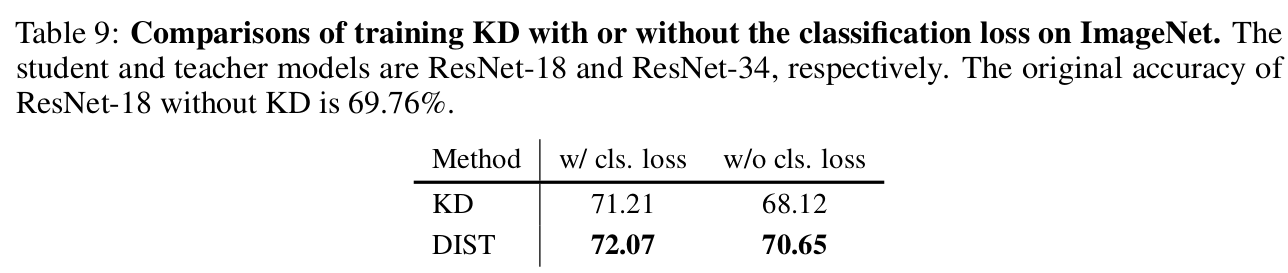 Table 9: Comparisons of training KD with or without the classification loss on ImageNet. The
student and teacher models are ResNet-18 and ResNet-34, respectively. The original accuracy of
ResNet-18 without KD is 69.76%.
Method w/ cls. loss w/o cls. loss
KD 71.21 68.12
DIST 72.07 70.65